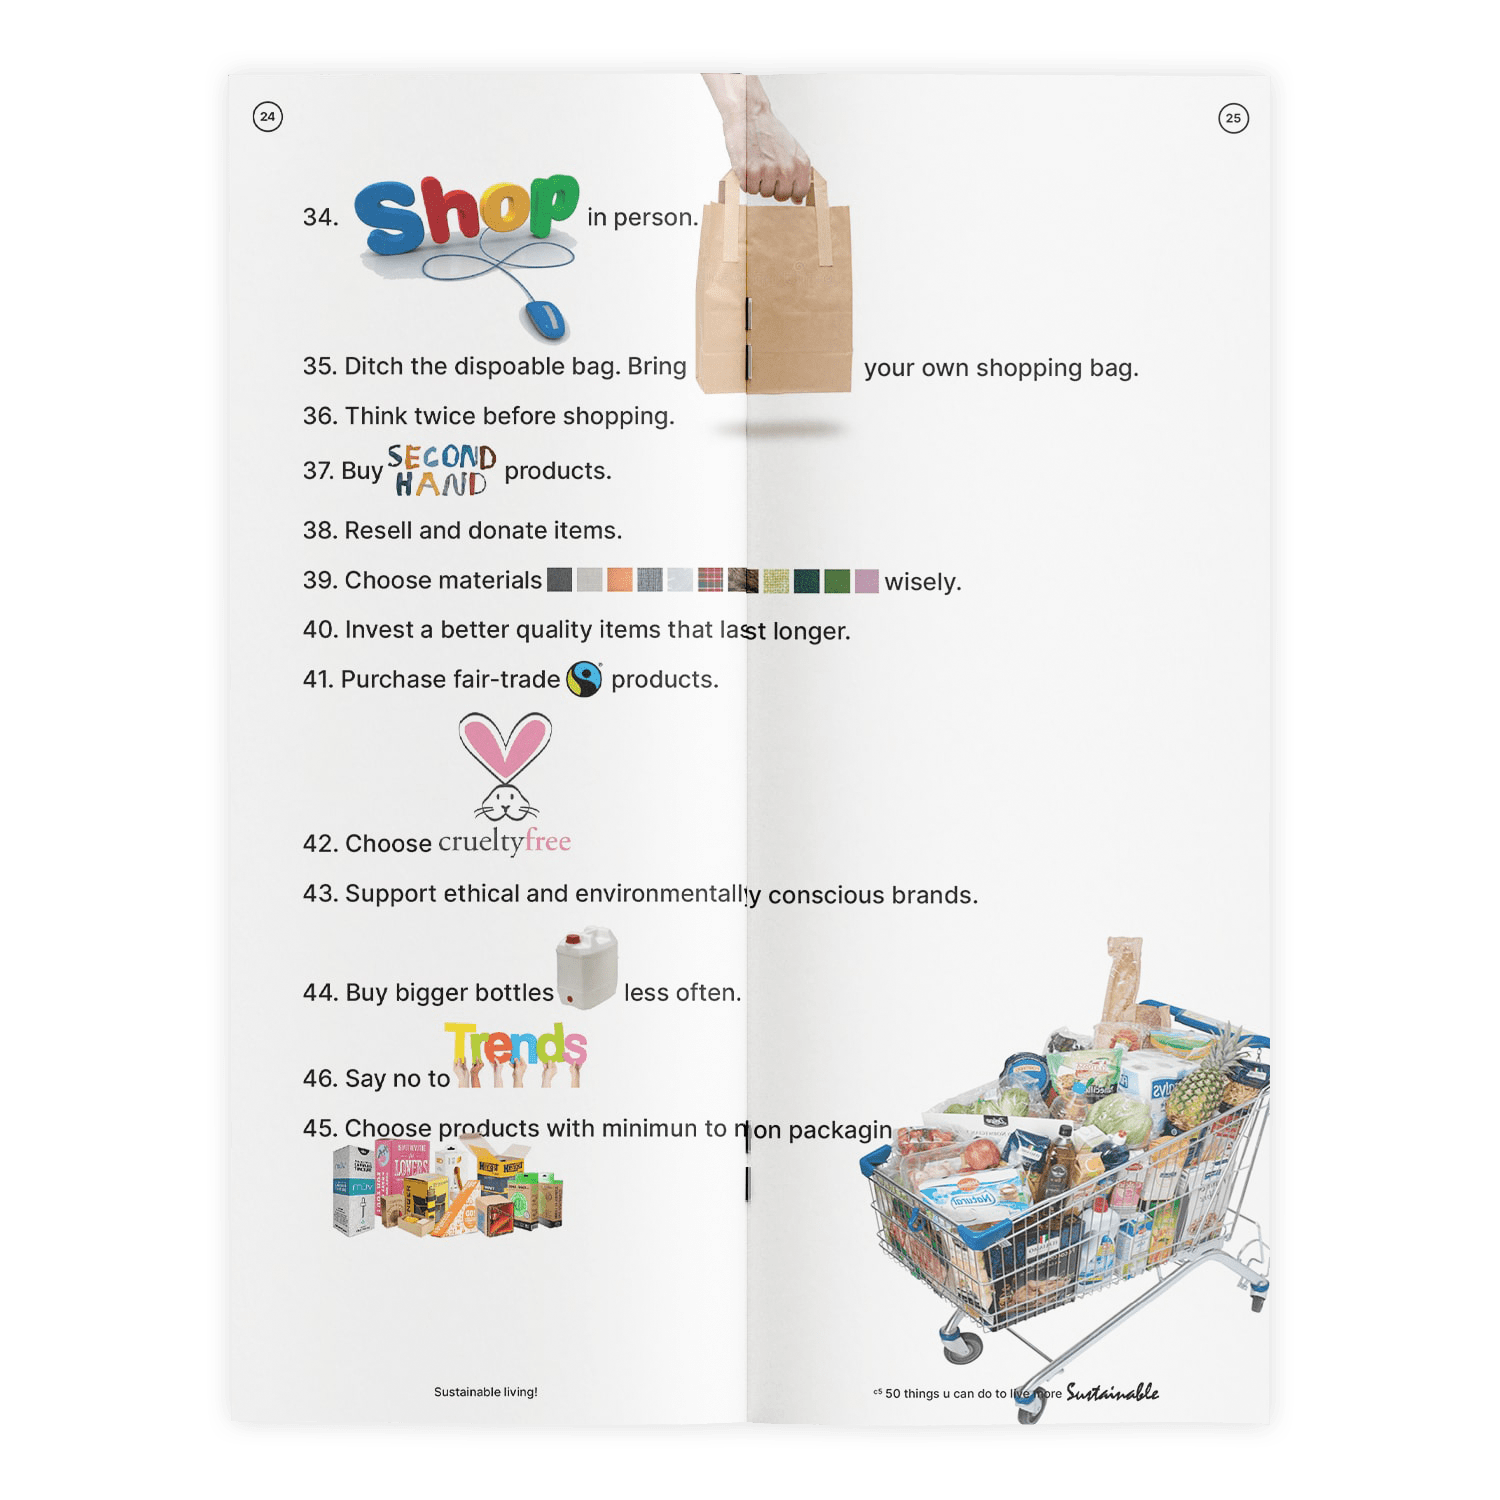 24
25
34. Shop in person.
35. Ditch the dispoable bag. Bring your own shopping bag.
36. Think twice before shopping.
37. Buy SECOND HAND products.
38. Resell and donate items.
39. Choose materials wisely.
40. Invest a better quality items that last longer.
41. Purchase fair-trade products.
42. Choose crueltyfree
43. Support ethical and environmentally conscious brands.
44. Buy bigger bottles less often.
46. Say no to Trends
45. Choose products with minimun to non packagin
LOVERS
Natural
Sustainable living!
c5 50 things u can do to live more Sustainable